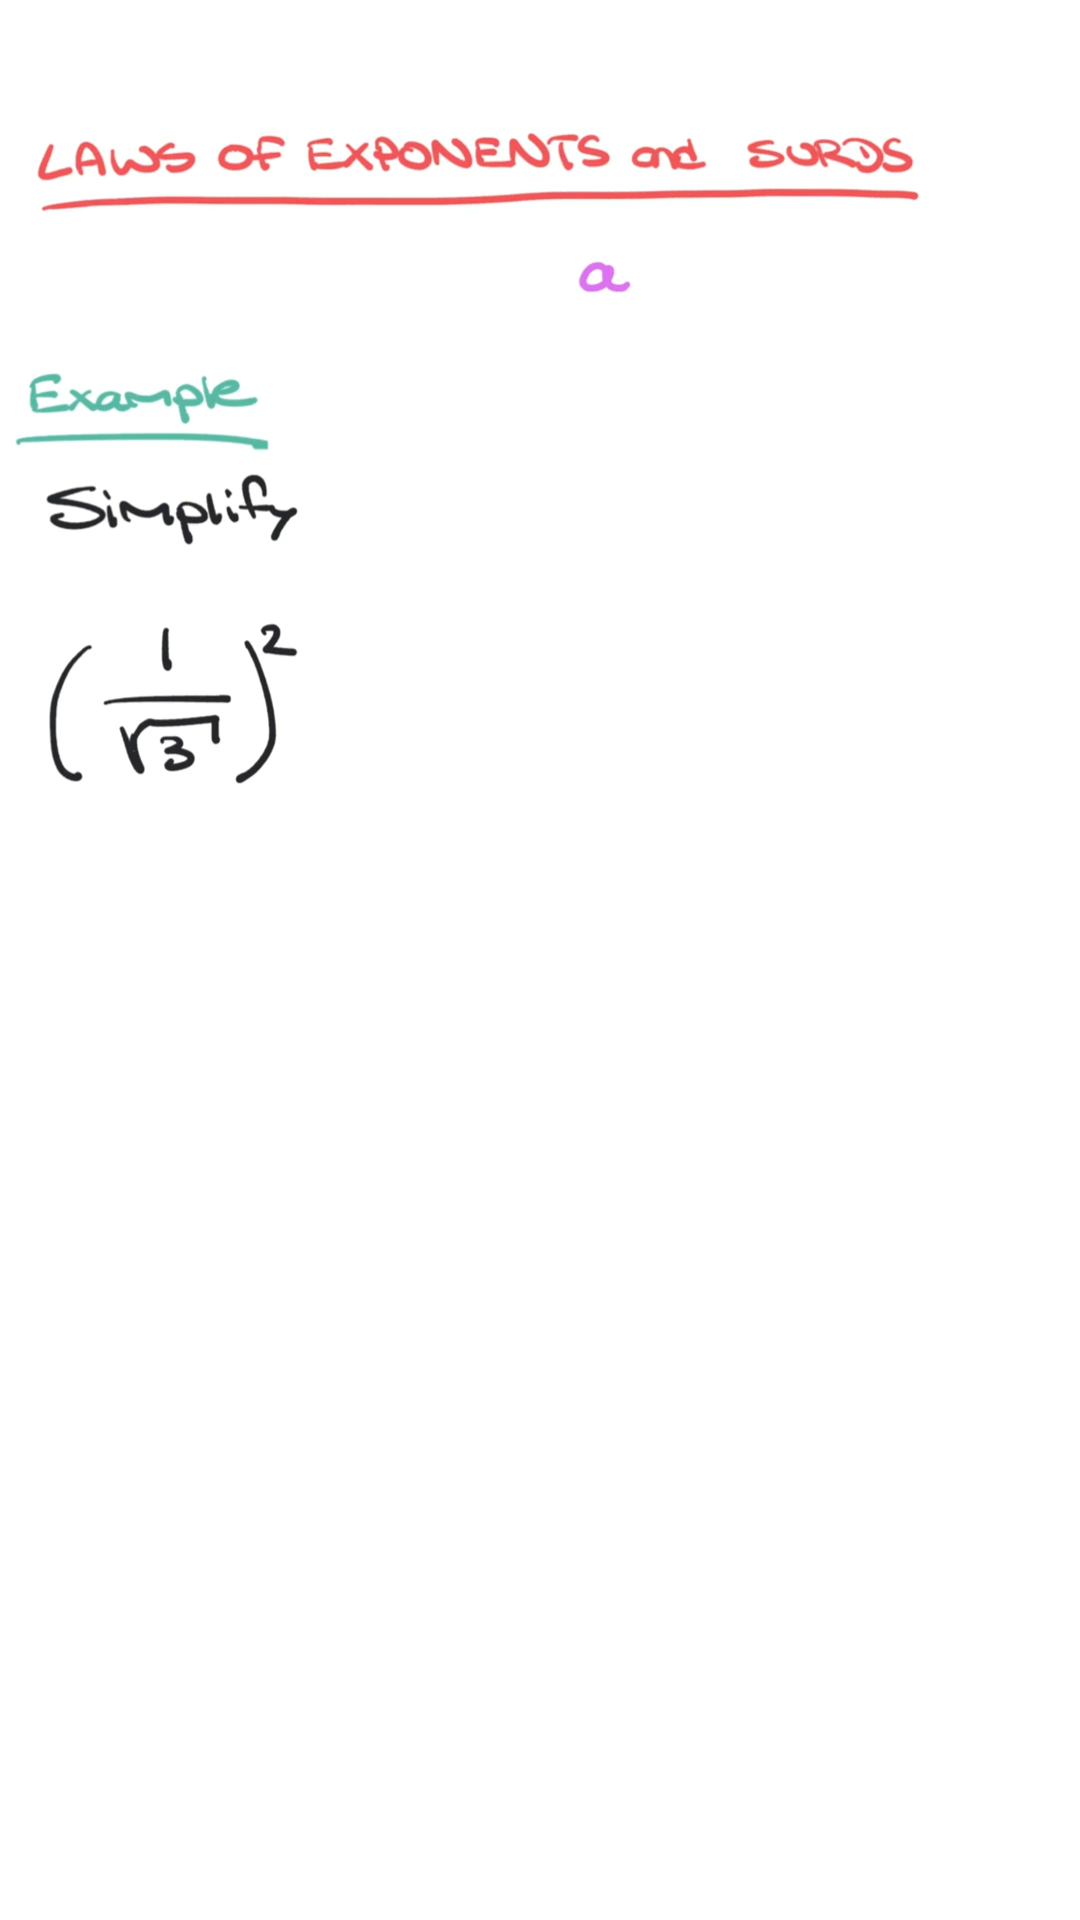 LAWS OF EXPONENTS and SURDS
a
Example
Simplify
(1/√3)²